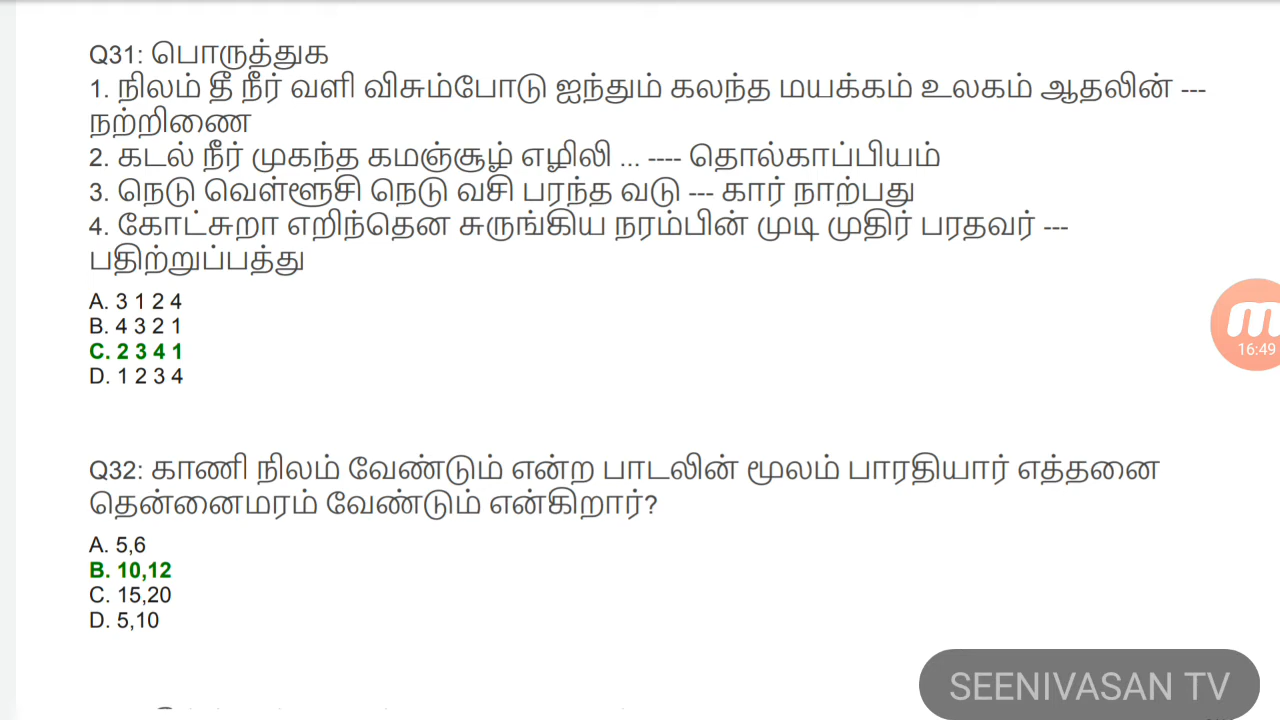 Q31: பொருத்துக
1. நிலம் தீ நீர் வளி விசும்போடு ஐந்தும் கலந்த மயக்கம் உலகம் ஆதலின் ---
நற்றிணை
2. கடல் நீர் முகந்த கமஞ்சூழ் எழிலி ... ---- தொல்காப்பியம்
3. நெடு வெள்ளூசி நெடு வசி பரந்த வடு --- கார் நாற்பது
4. கோட்சுறா எறிந்தென சுருங்கிய நரம்பின் முடி முதிர் பரதவர் ---
பதிற்றுப்பத்து
A. 3 1 2 4
B. 4 3 2 1
C. 2 3 4 1
D. 1 2 3 4
16:49
Q32: காணி நிலம் வேண்டும் என்ற பாடலின் மூலம் பாரதியார் எத்தனை
தென்னைமரம் வேண்டும் என்கிறார்?
A. 5,6
B. 10,12
C. 15,20
D. 5,10
SEENIVASAN TV